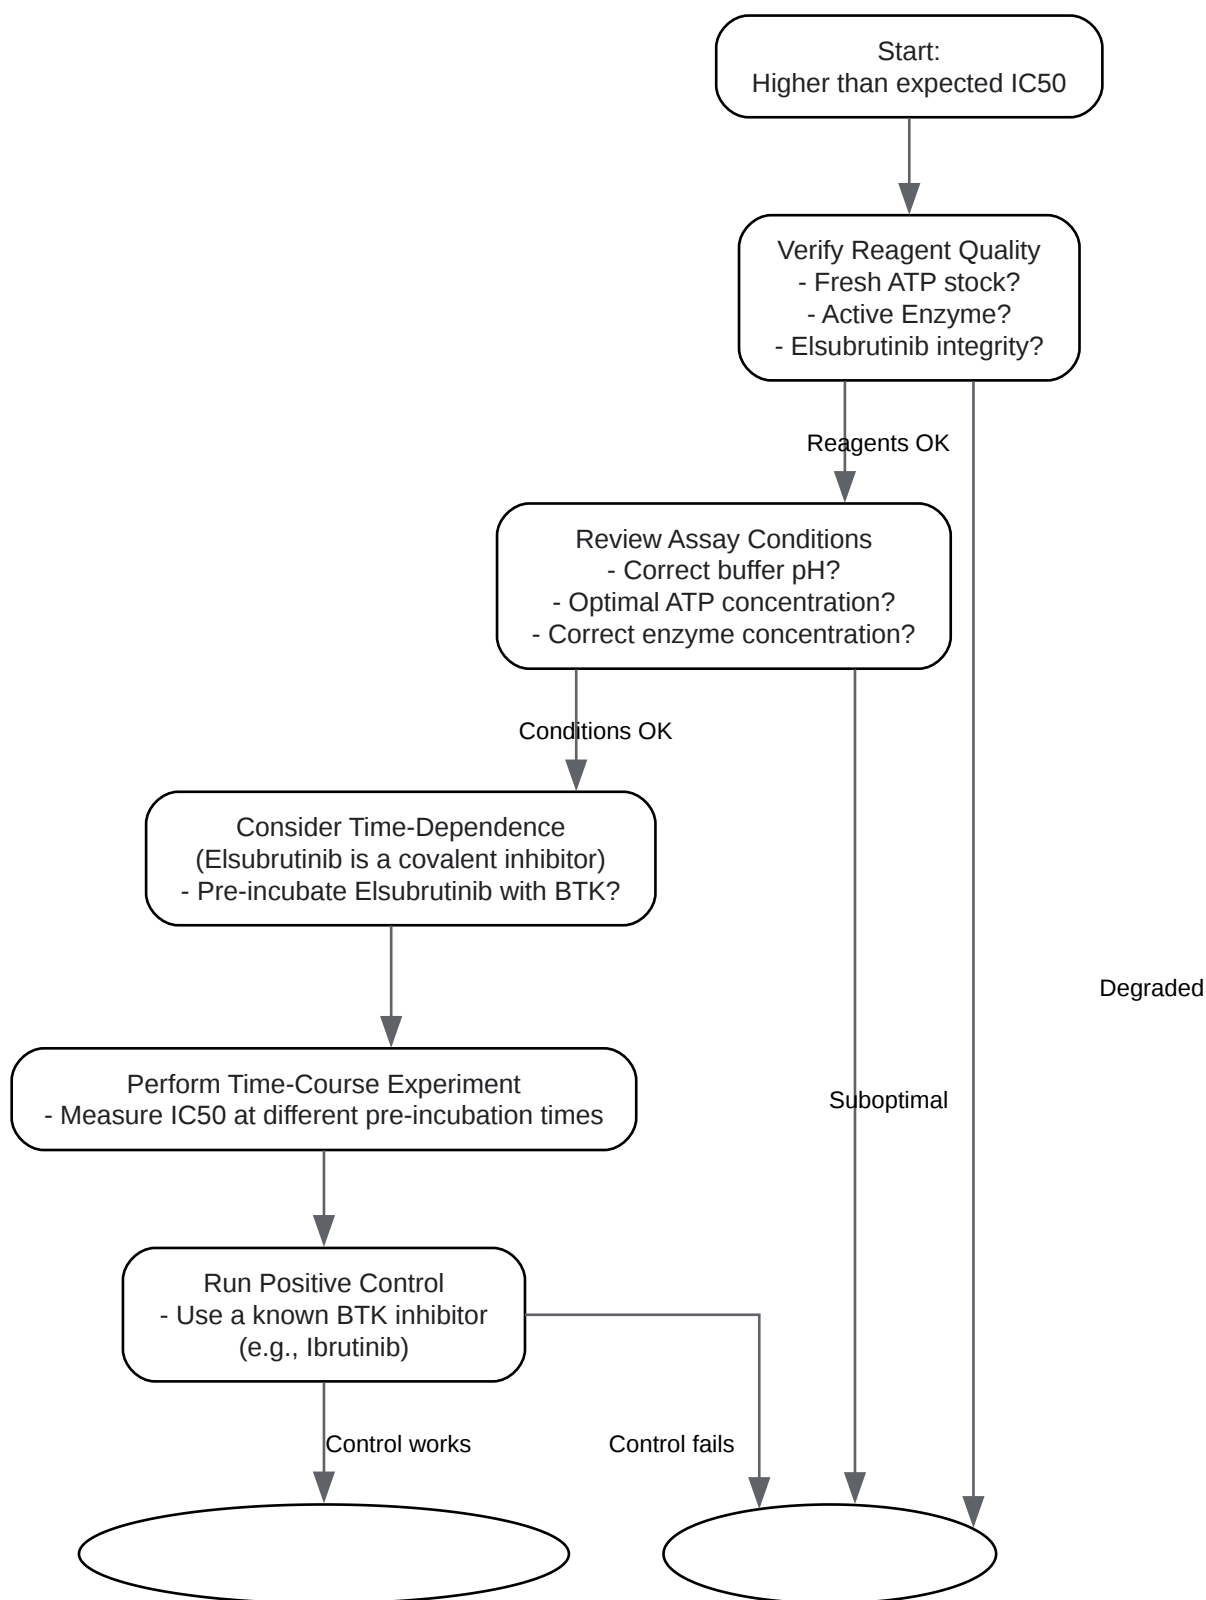 Start:
Higher than expected IC50
Verify Reagent Quality
- Fresh ATP stock?
- Active Enzyme?
- Elsubrutinib integrity?
Reagents OK
Review Assay Conditions
- Correct buffer pH?
- Optimal ATP concentration?
- Correct enzyme concentration?
Conditions OK
Consider Time-Dependence
(Elsubrutinib is a covalent inhibitor)
- Pre-incubate Elsubrutinib with BTK?
Degraded
Perform Time-Course Experiment
- Measure IC50 at different pre-incubation times
Suboptimal
Run Positive Control
- Use a known BTK inhibitor
(e.g., Ibrutinib)
Control works
Control fails